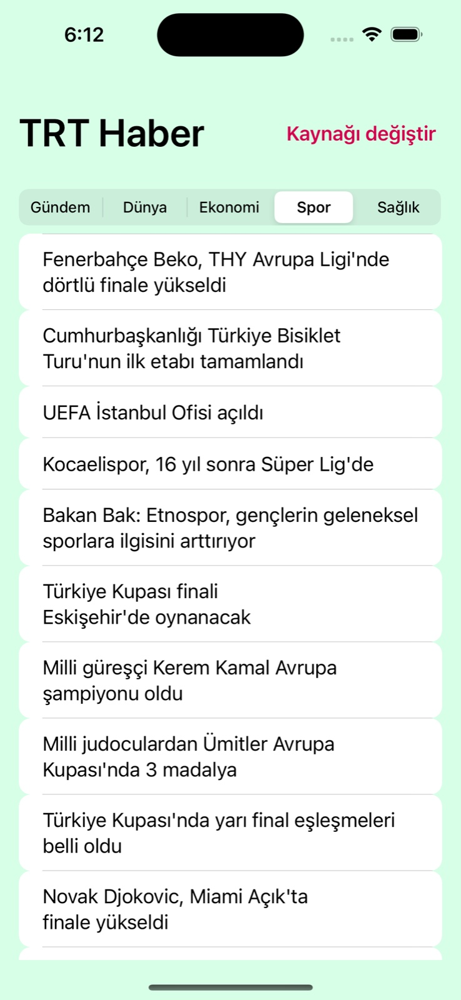 6:12
TRT Haber
Kaynağı değiştir
Gündem Dünya Ekonomi Spor Sağlık
Fenerbahçe Beko, THY Avrupa Ligi'nde
dörtlü finale yükseldi
Cumhurbaşkanlığı Türkiye Bisiklet
Turu'nun ilk etabı tamamlandı
UEFA İstanbul Ofisi açıldı
Kocaelispor, 16 yıl sonra Süper Lig'de
Bakan Bak: Etnospor, gençlerin geleneksel
sporlara ilgisini arttırıyor
Türkiye Kupası finali
Eskişehir'de oynanacak
Milli güreşçi Kerem Kamal Avrupa
şampiyonu oldu
Milli judoculardan Ümitler Avrupa
Kupası'nda 3 madalya
Türkiye Kupası'nda yarı final eşleşmeleri
belli oldu
Novak Djokovic, Miami Açık'ta
finale yükseldi